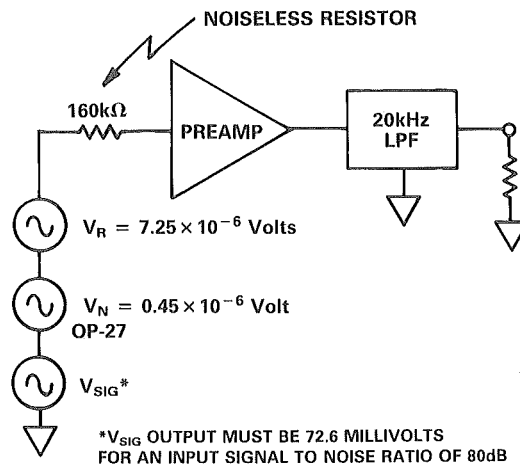 NOISELESS RESISTOR
160kΩ
PREAMP
20kHz
LPF
V_R = 7.25 × 10⁻⁶ Volts
V_N = 0.45 × 10⁻⁶ Volt
OP-27
V_SIG*
*V_SIG OUTPUT MUST BE 72.6 MILLIVOLTS
FOR AN INPUT SIGNAL TO NOISE RATIO OF 80dB